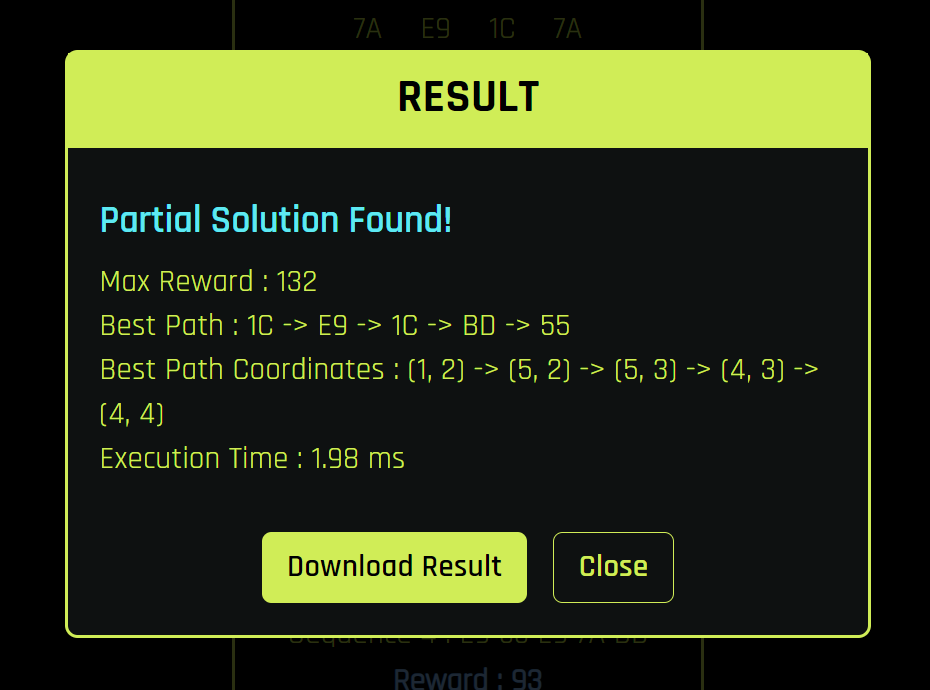 7A E9 1C 7A
RESULT
Partial Solution Found!
Max Reward : 132
Best Path : 1C -> E9 -> 1C -> BD -> 55
Best Path Coordinates : (1, 2) -> (5, 2) -> (5, 3) -> (4, 3) ->
(4, 4)
Execution Time : 1.98 ms
Download Result Close
Reward : 93